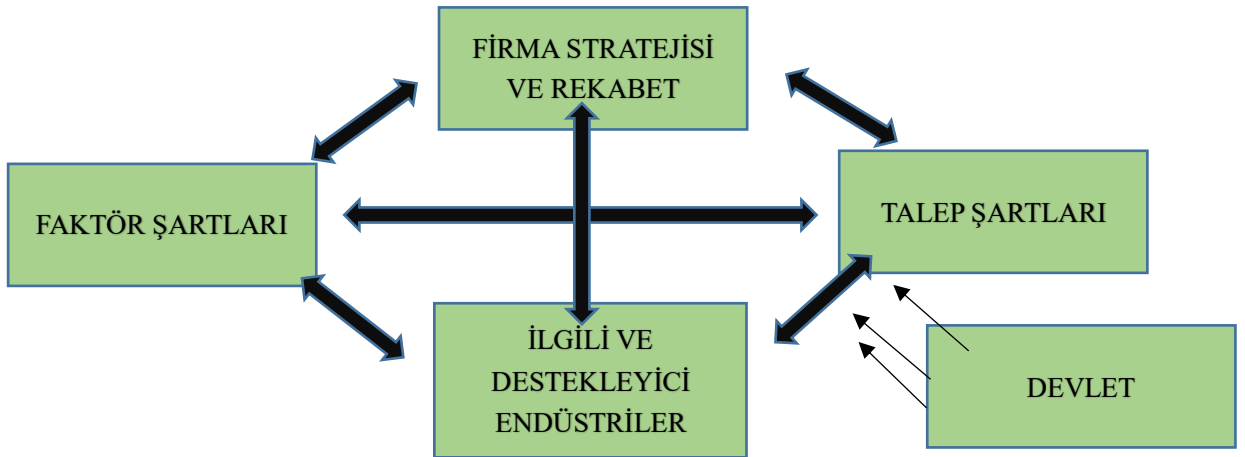 FİRMA STRATEJİSİ
VE REKABET
FAKTÖR ŞARTLARI
TALEP ŞARTLARI
İLGİLİ VE
DESTEKLEYİCİ
ENDÜSTRİLER
DEVLET